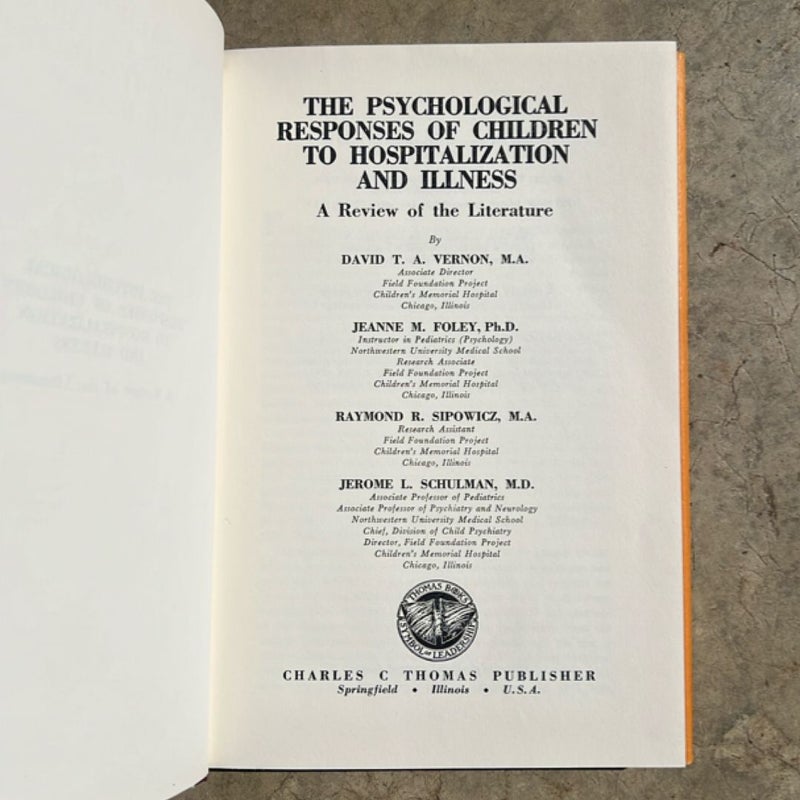 THE PSYCHOLOGICAL
RESPONSES OF CHILDREN
TO HOSPITALIZATION
AND ILLNESS
A Review of the Literature
By
DAVID T. A. VERNON, M.A.
Associate Director
Field Foundation Project
Children's Memorial Hospital
Chicago, Illinois
JEANNE M. FOLEY, Ph.D.
Instructor in Pediatrics (Psychology)
Northwestern University Medical School
Research Associate
Field Foundation Project
Children's Memorial Hospital
Chicago, Illinois
RAYMOND R. SIPOWICZ, M.A.
Research Assistant
Field Foundation Project
Children's Memorial Hospital
Chicago, Illinois
JEROME L. SCHULMAN, M.D.
Associate Professor of Pediatrics
Associate Professor of Psychiatry and Neurology
Northwestern University Medical School
Chief, Division of Child Psychiatry
Director, Field Foundation Project
Children's Memorial Hospital
Chicago, Illinois
THOMAS BOOKS
SYMBOL OF LEADERSHIP
CHARLES C THOMAS PUBLISHER
Springfield • Illinois • U.S.A.